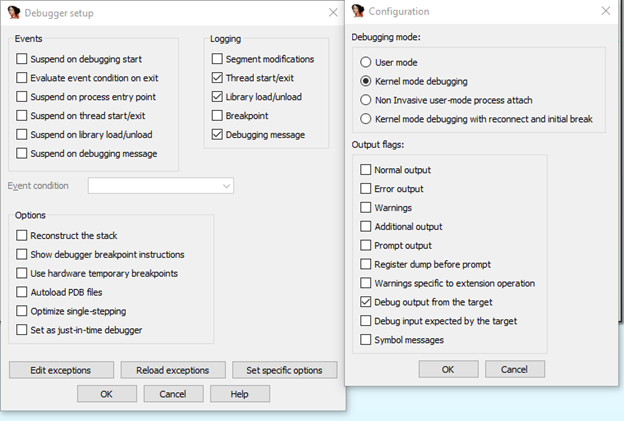 Debugger setup
Events
Suspend on debugging start
Evaluate event condition on exit
Suspend on process entry point
Suspend on thread start/exit
Suspend on library load/unload
Suspend on debugging message
Logging
Segment modifications
Thread start/exit
Library load/unload
Breakpoint
Debugging message
Event condition
Options
Reconstruct the stack
Show debugger breakpoint instructions
Use hardware temporary breakpoints
Autoload PDB files
Optimize single-stepping
Set as just-in-time debugger
Edit exceptions
Reload exceptions
Set specific options
OK
Cancel
Help
Configuration
Debugging mode:
User mode
Kernel mode debugging
Non Invasive user-mode process attach
Kernel mode debugging with reconnect and initial break
Output flags:
Normal output
Error output
Warnings
Additional output
Prompt output
Register dump before prompt
Warnings specific to extension operation
Debug output from the target
Debug input expected by the target
Symbol messages
OK
Cancel